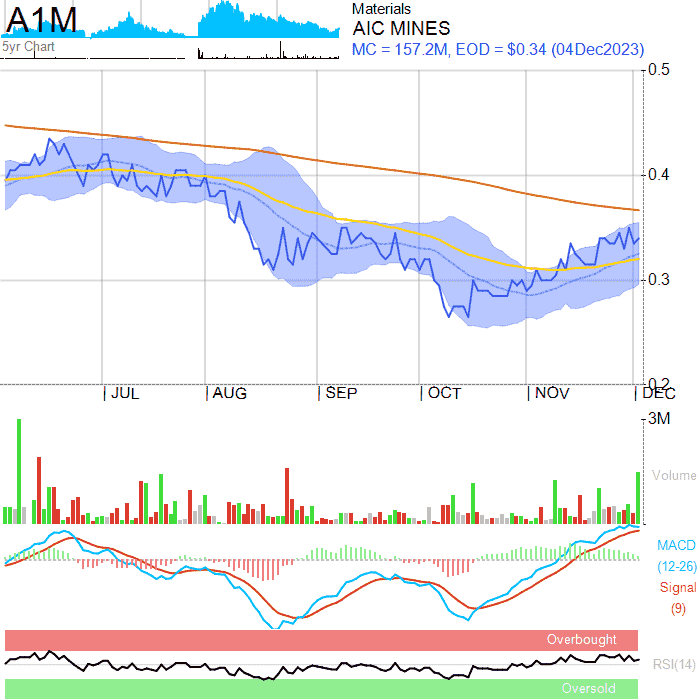 A1M
5yr Chart
Materials
AIC MINES
MC = 157.2M, EOD = $0.34 (04Dec2023)
0.5
0.4
0.3
0.2
JUL AUG SEP OCT NOV DEC
3M
Volume
MACD
(12-26)
Signal
(9)
Overbought
RSI(14)
Oversold